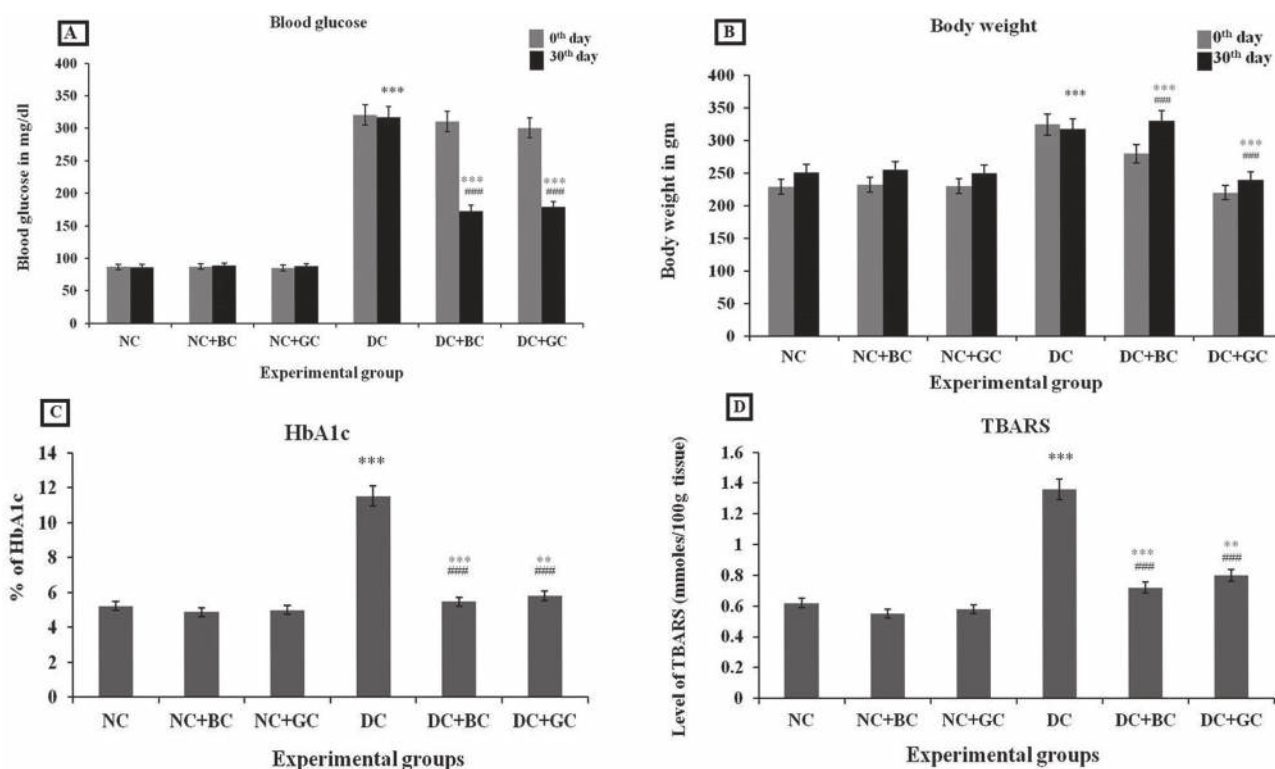 A
Blood glucose
0th day
30th day
Blood glucose in mg/dl
400
350
300
250
200
150
100
50
0
***
***
###
***
###
NC NC+BC NC+GC DC DC+BC DC+GC
Experimental group
B
Body weight
0th day
30th day
Body weight in gm
400
350
300
250
200
150
100
50
0
***
***
###
***
###
NC NC+BC NC+GC DC DC+BC DC+GC
Experimental group
C
HbA1c
% of HbA1c
14
12
10
8
6
4
2
0
***
***
###
**
###
NC NC+BC NC+GC DC DC+BC DC+GC
Experimental groups
D
TBARS
Level of TBARS (mmoles/100g tissue)
1.6
1.4
1.2
1
0.8
0.6
0.4
0.2
0
***
***
###
**
###
NC NC+BC NC+GC DC DC+BC DC+GC
Experimental groups